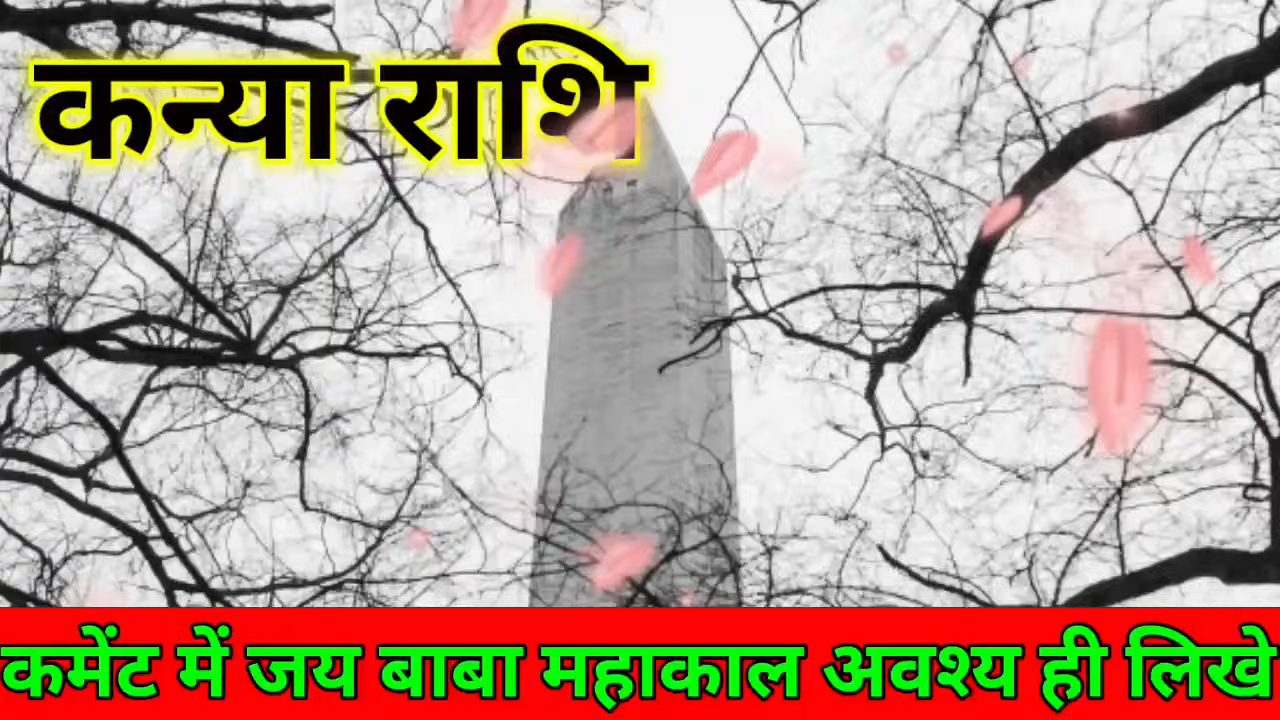 कन्या राशि
कमेंट में जय बाबा महाकाल अवश्य ही लिखे